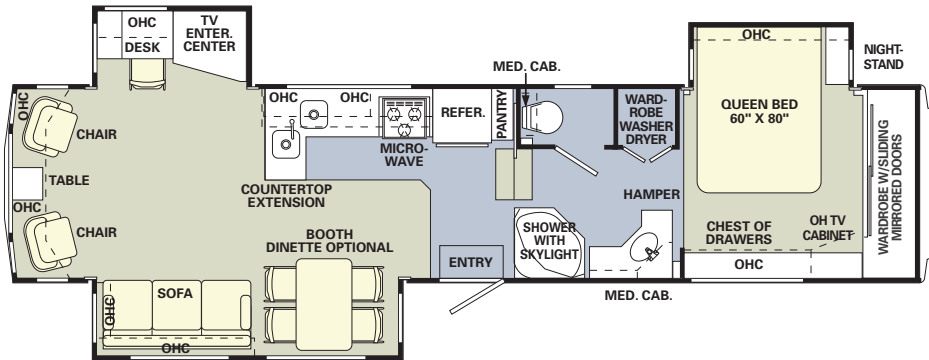 OHC
DESK
TV
ENTER.
CENTER
OHC
CHAIR
TABLE
OHC
CHAIR
OHC
SOFA
OHC
BOOTH
DINETTE OPTIONAL
COUNTERTOP
EXTENSION
OHC
OHC
MICRO-
WAVE
REFER.
PANTRY
MED. CAB.
WARD-
ROBE
WASHER
DRYER
HAMPER
ENTRY
SHOWER
WITH
SKYLIGHT
MED. CAB.
OHC
NIGHT-
STAND
QUEEN BED
60" X 80"
CHEST OF
DRAWERS
OH TV
CABINET
OHC
WARDROBE W/SLIDING
MIRRORED DOORS